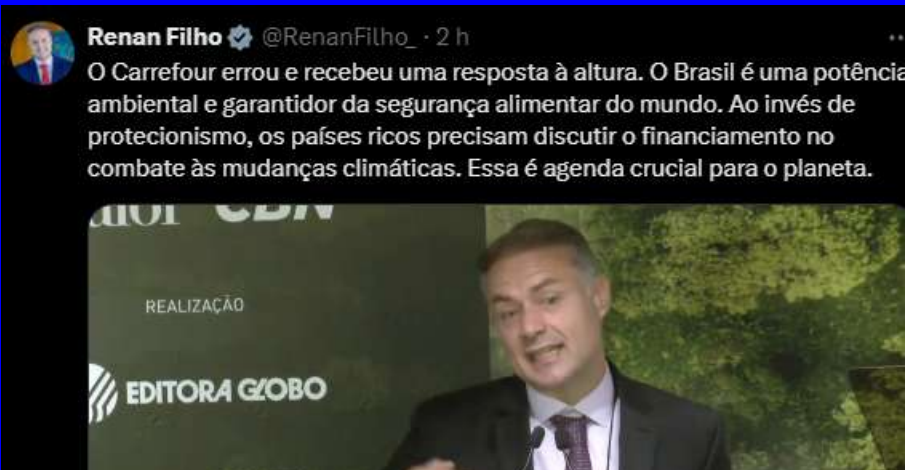 Renan Filho @RenanFilho_ · 2 h
O Carrefour errou e recebeu uma resposta à altura. O Brasil é uma potência
ambiental e garantidor da segurança alimentar do mundo. Ao invés de
protecionismo, os países ricos precisam discutir o financiamento no
combate às mudanças climáticas. Essa é agenda crucial para o planeta.
CBN
REALIZAÇÃO
EDITORA GLOBO